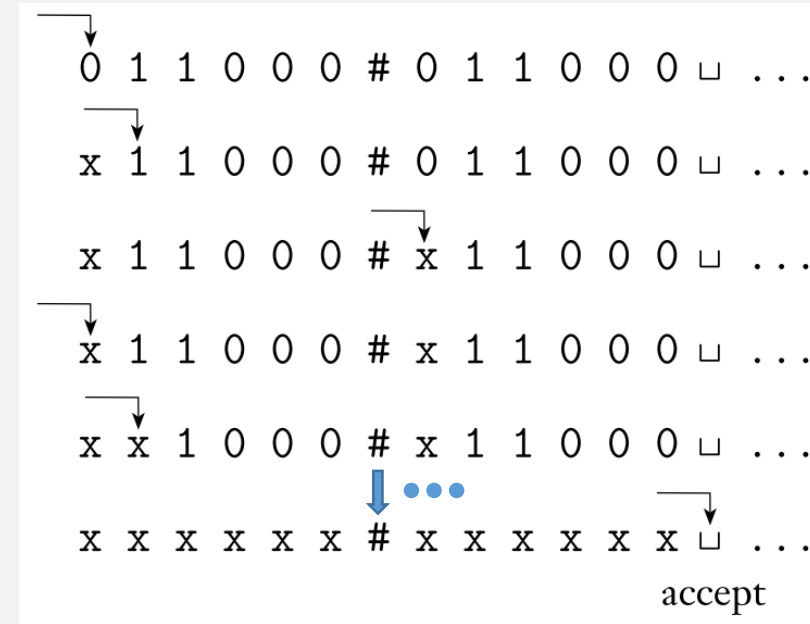 0 1 1 0 0 0 # 0 1 1 0 0 0 ⊔ ...
x 1 1 0 0 0 # 0 1 1 0 0 0 ⊔ ...
x 1 1 0 0 0 # x 1 1 0 0 0 ⊔ ...
x 1 1 0 0 0 # x 1 1 0 0 0 ⊔ ...
x x 1 0 0 0 # x 1 1 0 0 0 ⊔ ...
x x x x x x # x x x x x x ⊔ ...
accept